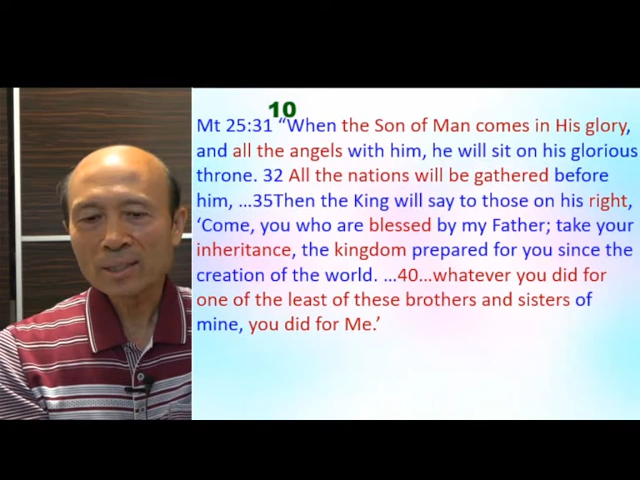 10
Mt 25:31 “When the Son of Man comes in His glory,
and all the angels with him, he will sit on his glorious
throne. 32 All the nations will be gathered before
him, …35Then the King will say to those on his right,
‘Come, you who are blessed by my Father; take your
inheritance, the kingdom prepared for you since the
creation of the world. …40…whatever you did for
one of the least of these brothers and sisters of
mine, you did for Me.’